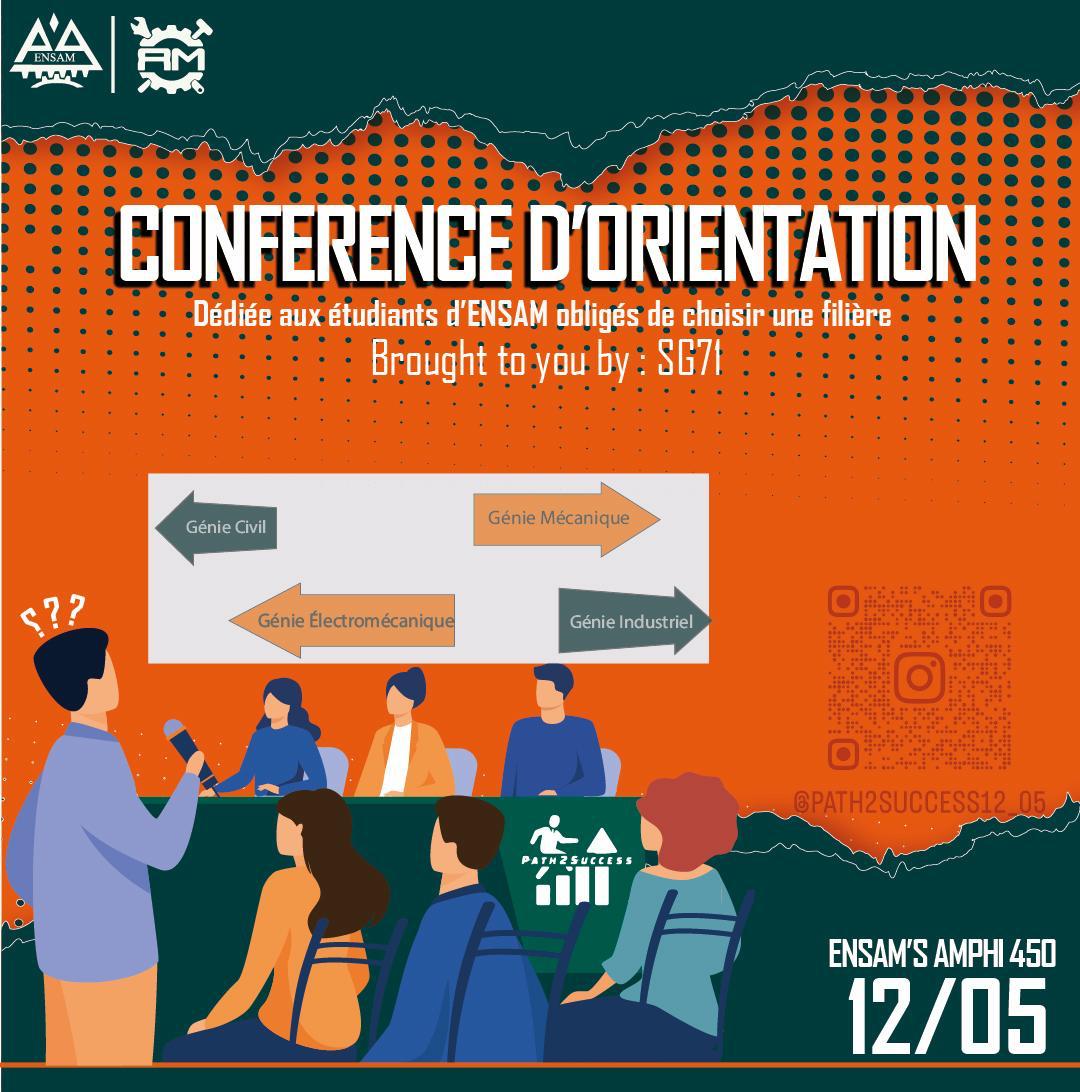 ENSAM
AM
CONFERENCE D'ORIENTATION
Dédiée aux étudiants d'ENSAM obligés de choisir une filière
Brought to you by : SG71
Génie Civil
Génie Mécanique
Génie Électromécanique
Génie Industriel
???
@PATH2SUCCESS12_05
PATH2SUCCESS
ENSAM'S AMPHI 450
12/05